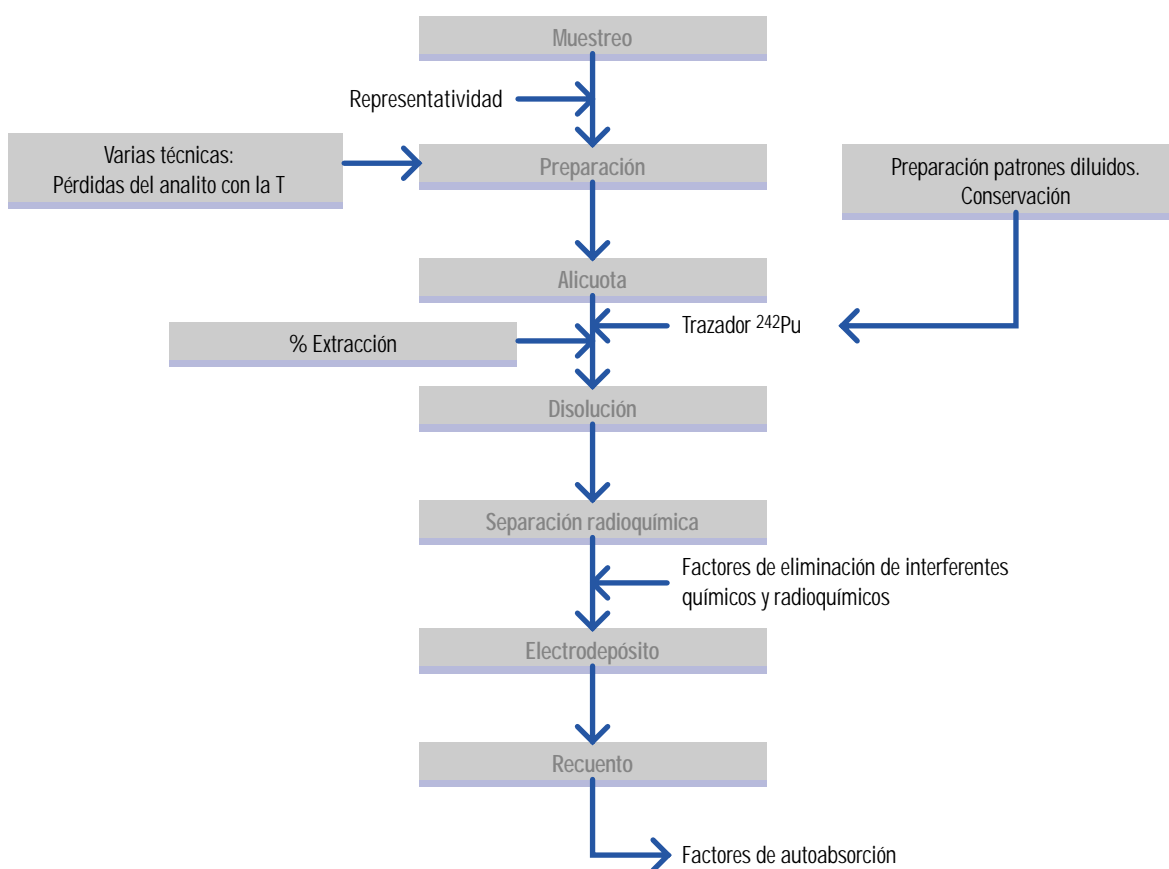 Muestreo
Representatividad
Varias técnicas:
Pérdidas del analito con la T
Preparación
Preparación patrones diluidos.
Conservación
Alicuota
Trazador ²⁴²Pu
% Extracción
Disolución
Separación radioquímica
Factores de eliminación de interferentes
químicos y radioquímicos
Electrodepósito
Recuento
Factores de autoabsorción